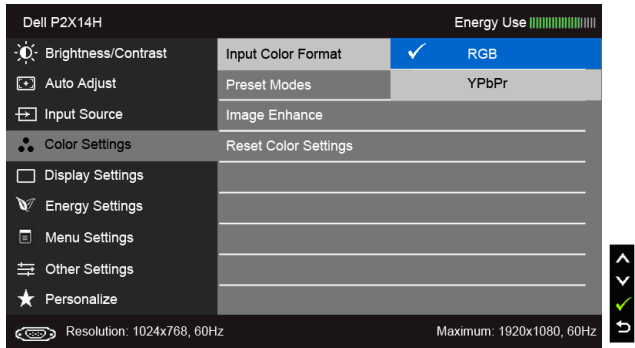 Dell P2X14H Energy Use
Brightness/Contrast Input Color Format RGB
Auto Adjust Preset Modes YPbPr
Input Source Image Enhance
Color Settings Reset Color Settings
Display Settings
Energy Settings
Menu Settings
Other Settings
Personalize
Resolution: 1024x768, 60Hz Maximum: 1920x1080, 60Hz